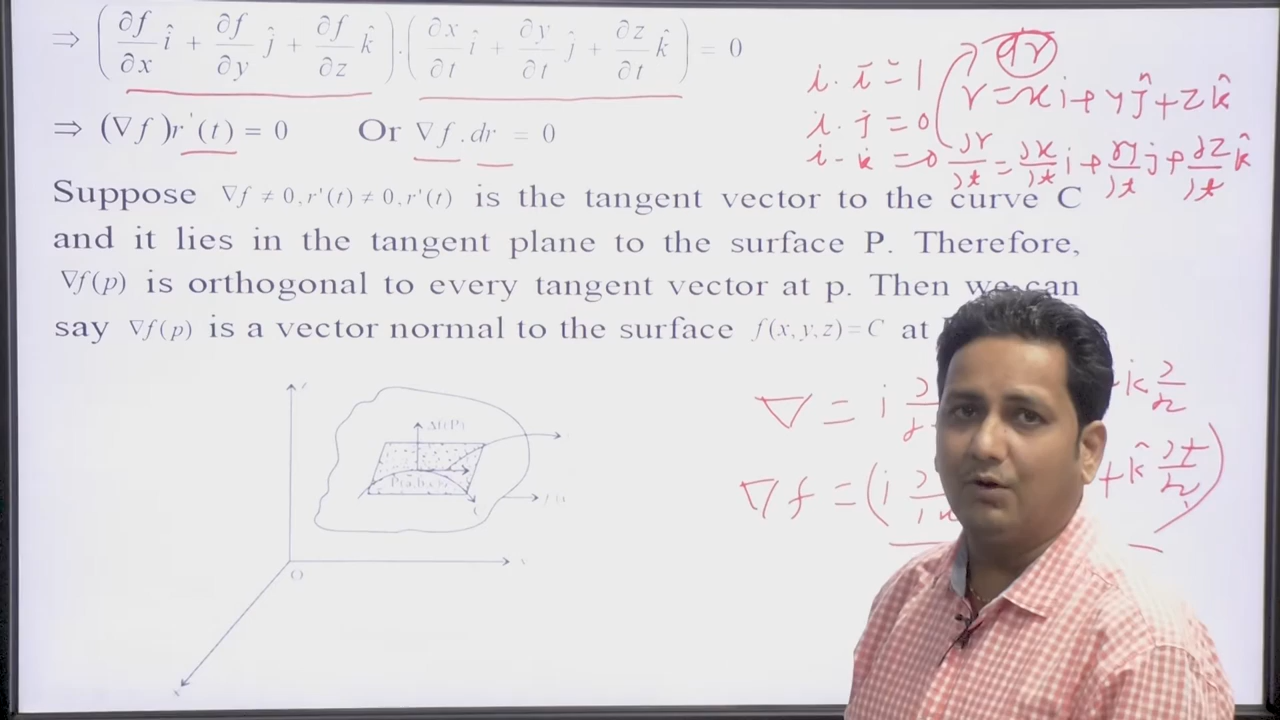 ⇒ (∂f/∂x î + ∂f/∂y ĵ + ∂f/∂z k̂) . (∂x/∂t î + ∂y/∂t ĵ + ∂z/∂t k̂) = 0
⇒ (∇f)r'(t) = 0 Or ∇f.dr = 0
i. i = 1
i. j = 0
i - k = 0
dr
r = xi + yĵ + zk̂
∂r/∂t = ∂x/∂t i + ∂y/∂t j + ∂z/∂t k̂
Suppose ∇f ≠ 0, r'(t) ≠ 0, r'(t) is the tangent vector to the curve C
and it lies in the tangent plane to the surface P. Therefore,
∇f(p) is orthogonal to every tangent vector at p. Then we can
say ∇f(p) is a vector normal to the surface f(x, y, z) = C at
∇ = i
∇f = (i
+ k̂
Δf(P)
O